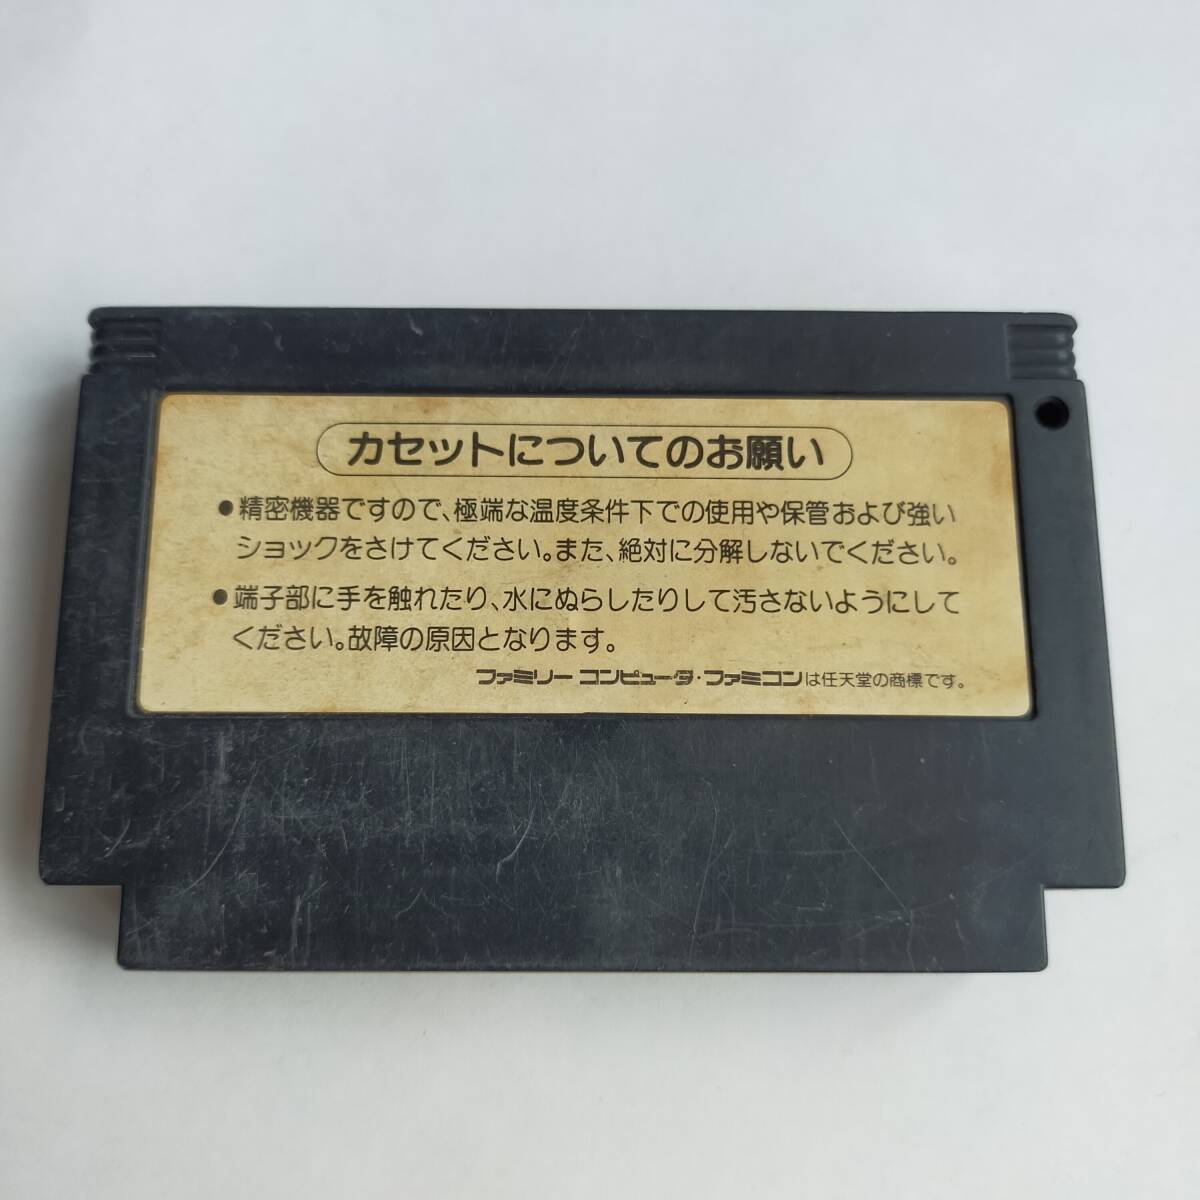 カセットについてのお願い
●精密機器ですので、極端な温度条件下での使用や保管および強い
ショックをさけてください。また、絶対に分解しないでください。
●端子部に手を触れたり、水にぬらしたりして汚さないようにして
ください。故障の原因となります。
ファミリーコンピュータ・ファミコンは任天堂の商標です。